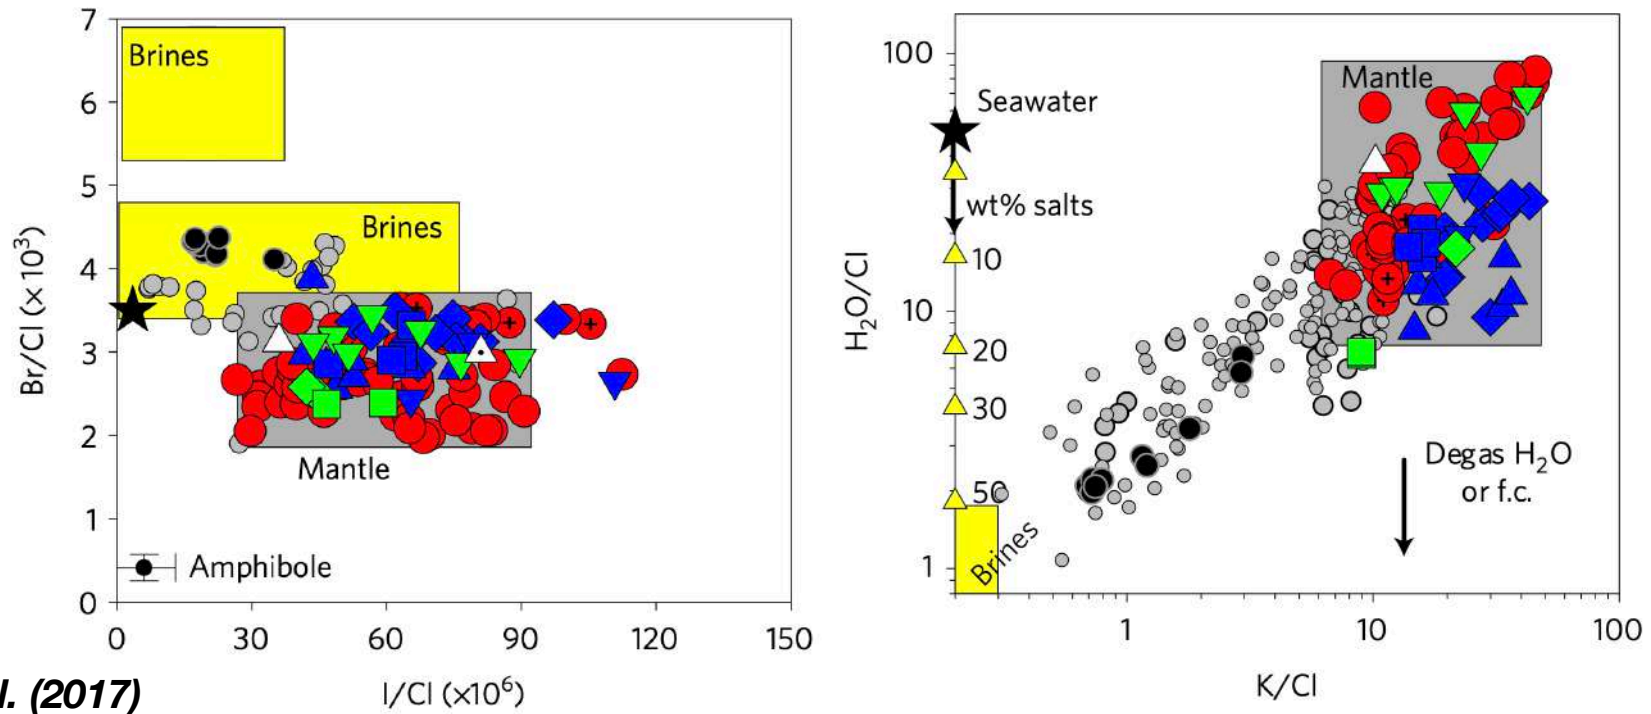 7
6
5
4
3
2
1
0
Br/Cl (× 10³)
Brines
Brines
Mantle
Amphibole
0 30 60 90 120 150
I/Cl (×10⁶)
l. (2017)
100
10
1
H₂O/Cl
Seawater
wt% salts
10
20
30
50
Brines
Mantle
Degas H₂O
or f.c.
1 10 100
K/Cl